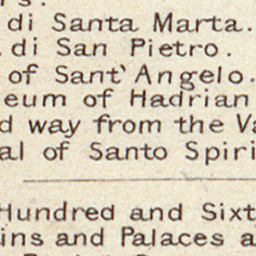 di Santa Marta.
di San Pietro.
of Sant' Angelo.
eum of Hadrian
d way from the Va
al of Santo Spiri
Hundred and Sixt
ins and Palaces a